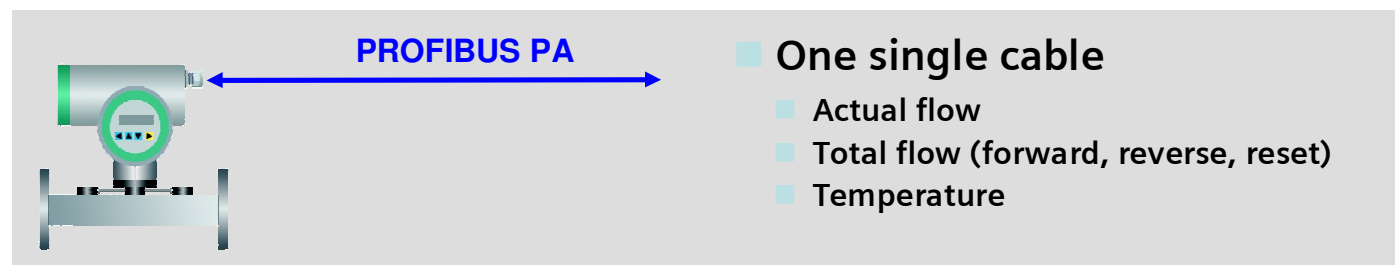 PROFIBUS PA
One single cable
Actual flow
Total flow (forward, reverse, reset)
Temperature